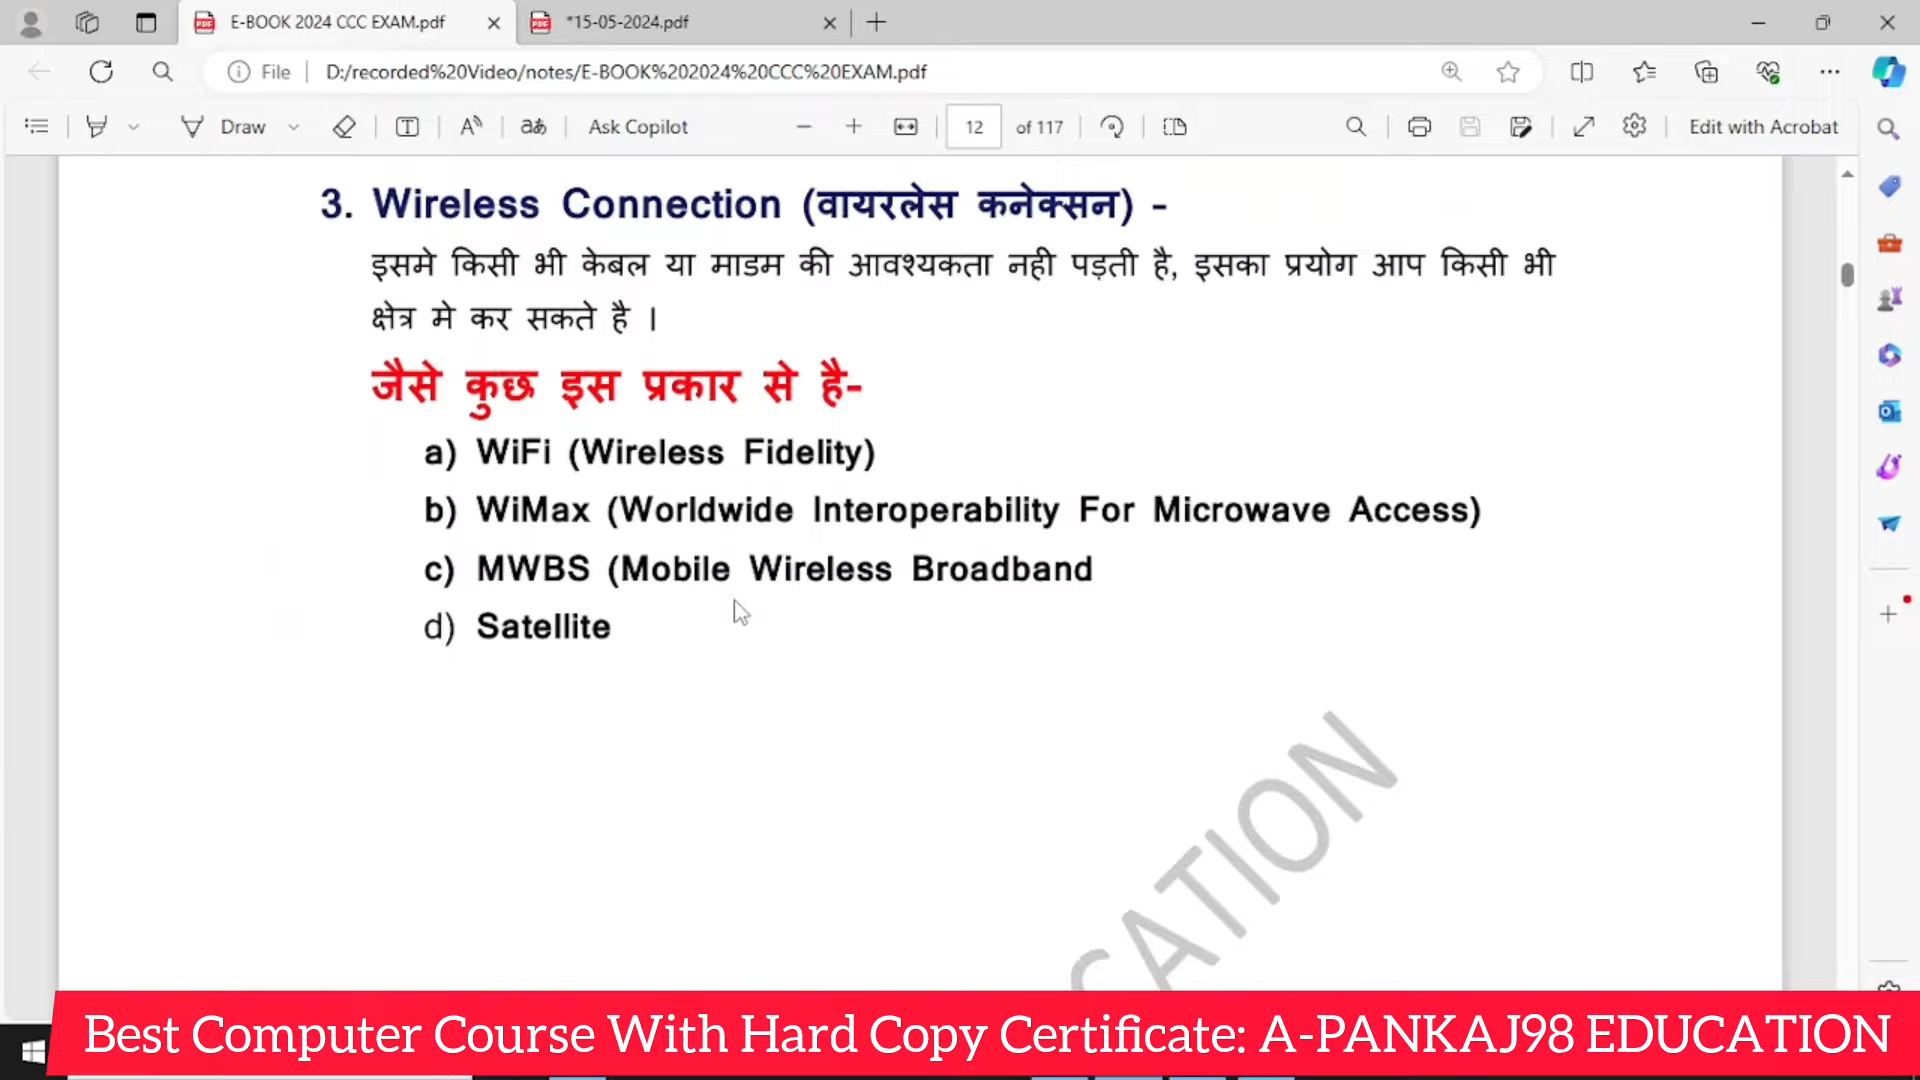 E-BOOK 2024 CCC EXAM.pdf
*15-05-2024.pdf
File
D:/recorded%20Video/notes/E-BOOK%202024%20CCC%20EXAM.pdf
Draw
Ask Copilot
12
of 117
Edit with Acrobat
3. Wireless Connection (वायरलेस कनेक्सन) -
इसमे किसी भी केबल या माडम की आवश्यकता नही पड़ती है, इसका प्रयोग आप किसी भी
क्षेत्र मे कर सकते है ।
जैसे कुछ इस प्रकार से है-
a) WiFi (Wireless Fidelity)
b) WiMax (Worldwide Interoperability For Microwave Access)
c) MWBS (Mobile Wireless Broadband
d) Satellite
CATION
Best Computer Course With Hard Copy Certificate: A-PANKAJ98 EDUCATION